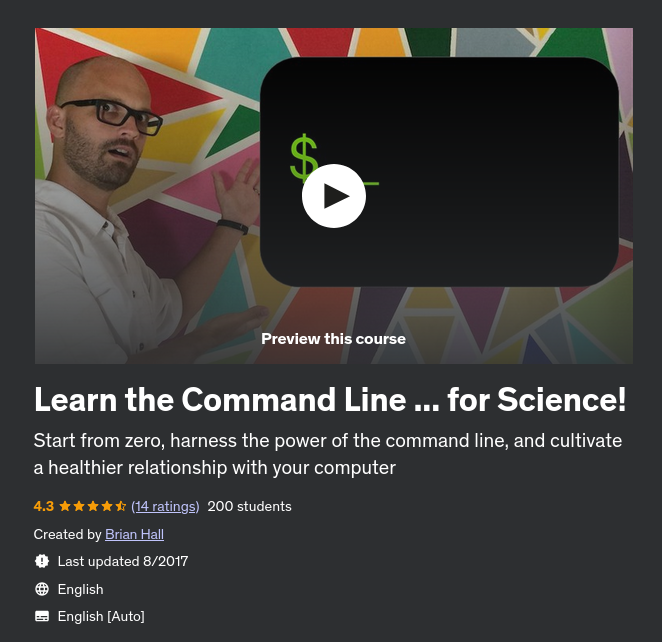 $_
Preview this course
Learn the Command Line ... for Science!
Start from zero, harness the power of the command line, and cultivate
a healthier relationship with your computer
4.3 (14 ratings) 200 students
Created by Brian Hall
Last updated 8/2017
English
English [Auto]